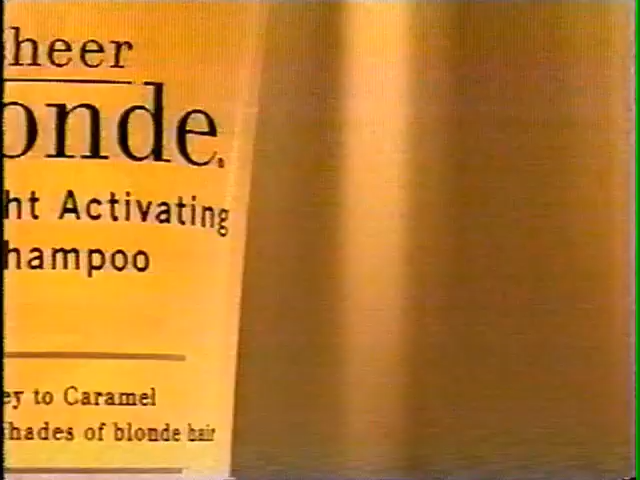 heer
onde.
ht Activating
hampoo
ey to Caramel
hades of blonde hair